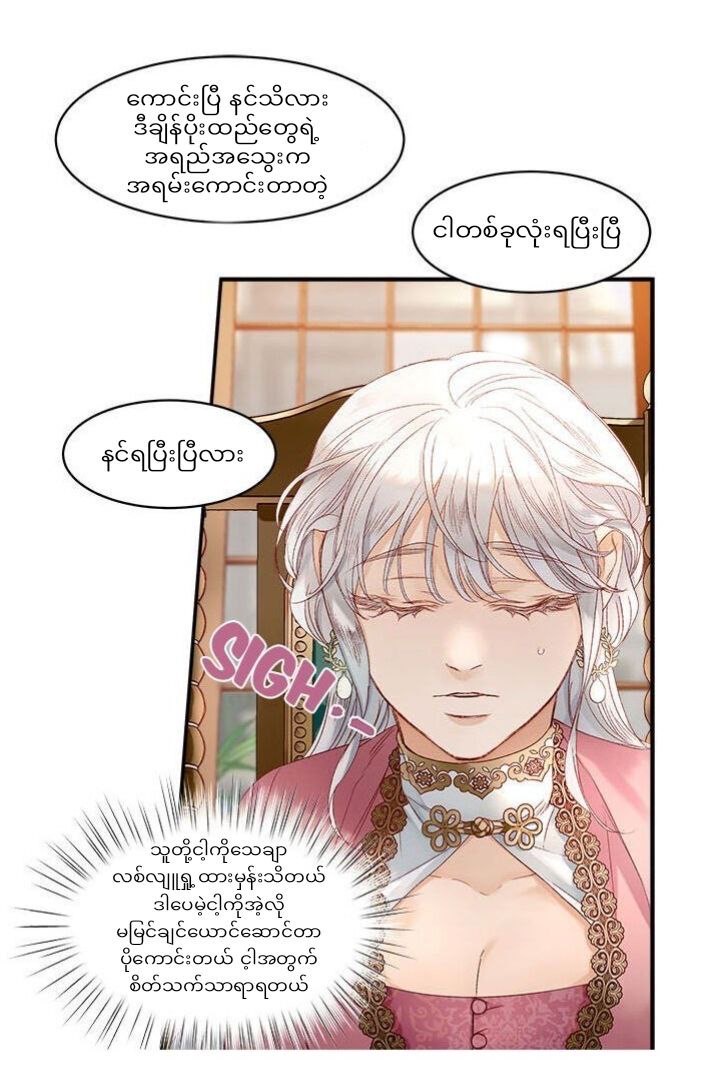 ကောင်းပြီ နင်သိလား
ဒီချိန်ပိုးထည်တွေရဲ့
အရည်အသွေးက
အရမ်းကောင်းတာတဲ့
ငါတစ်ခုလုံးရပြီးပြီ
နင်ရပြီးပြီလား
SIGH.~
သူတို့ငါ့ကိုသေချာ
လစ်လျူရှု့ထားမှန်းသိတယ်
ဒါပေမဲ့ငါ့ကိုအဲ့လို
မမြင်ချင်ယောင်ဆောင်တာ
ပိုကောင်းတယ် ငါ့အတွက်
စိတ်သက်သာရာရတယ်